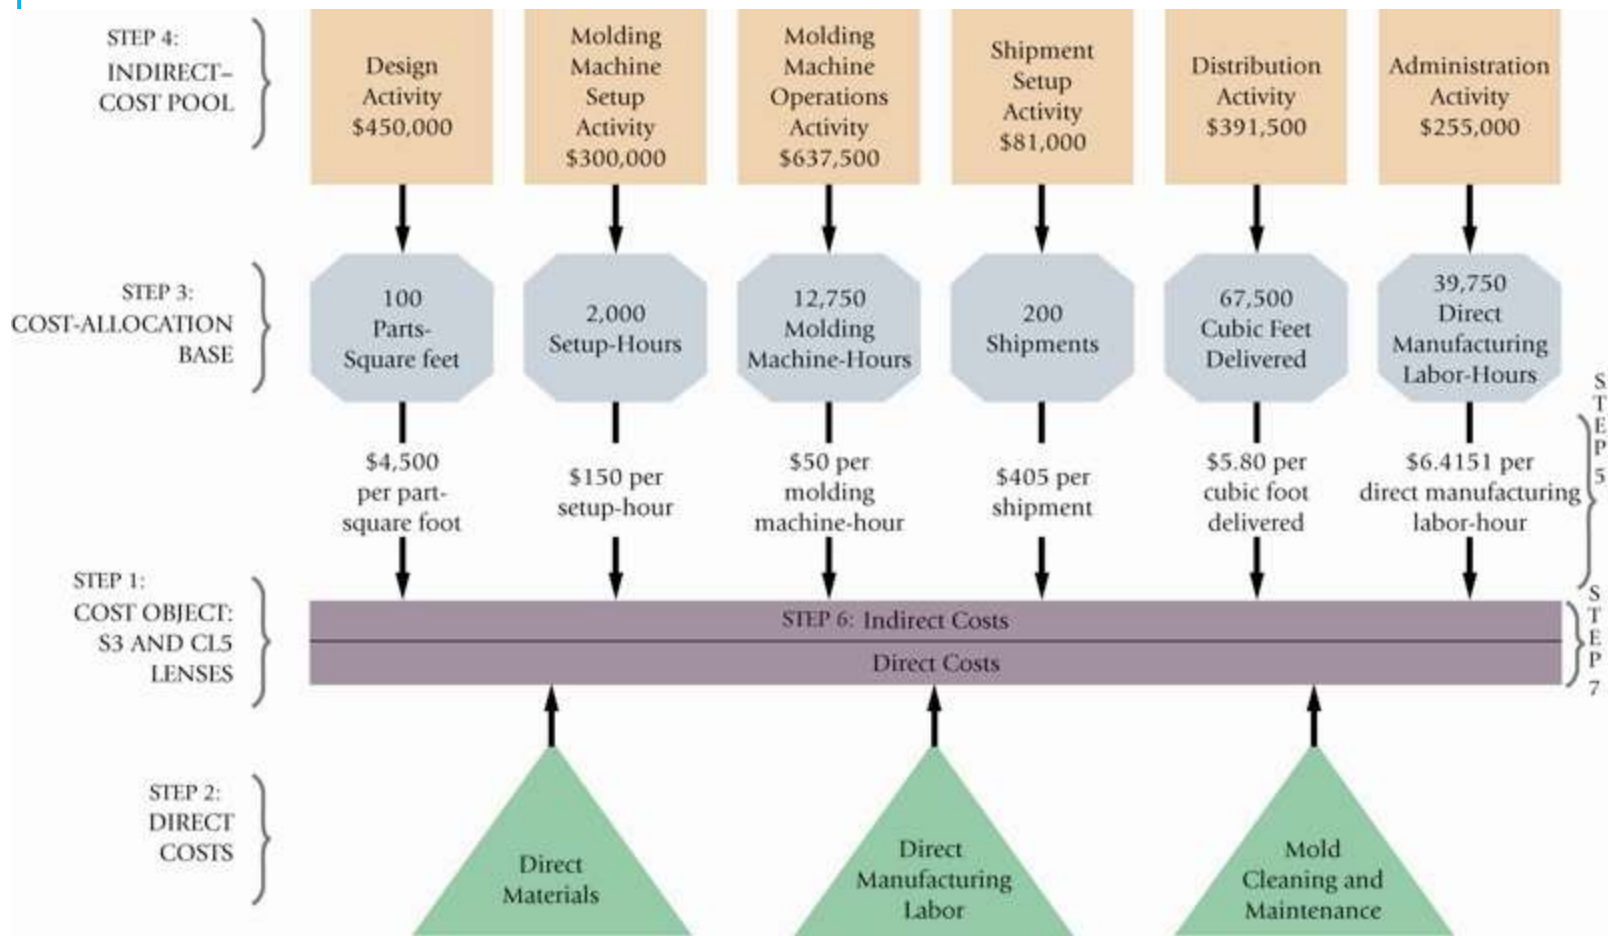 STEP 4:
INDIRECT–
COST POOL
Design
Activity
$450,000
Molding
Machine
Setup
Activity
$300,000
Molding
Machine
Operations
Activity
$637,500
Shipment
Setup
Activity
$81,000
Distribution
Activity
$391,500
Administration
Activity
$255,000
STEP 3:
COST-ALLOCATION
BASE
100
Parts-
Square feet
2,000
Setup-Hours
12,750
Molding
Machine-Hours
200
Shipments
67,500
Cubic Feet
Delivered
39,750
Direct
Manufacturing
Labor-Hours
$4,500
per part-
square foot
$150 per
setup-hour
$50 per
molding
machine-hour
$405 per
shipment
$5.80 per
cubic foot
delivered
$6.4151 per
direct manufacturing
labor-hour
STEP 5
STEP 1:
COST OBJECT:
S3 AND CL5
LENSES
STEP 6: Indirect Costs
Direct Costs
STEP 7
STEP 2:
DIRECT
COSTS
Direct
Materials
Direct
Manufacturing
Labor
Mold
Cleaning and
Maintenance